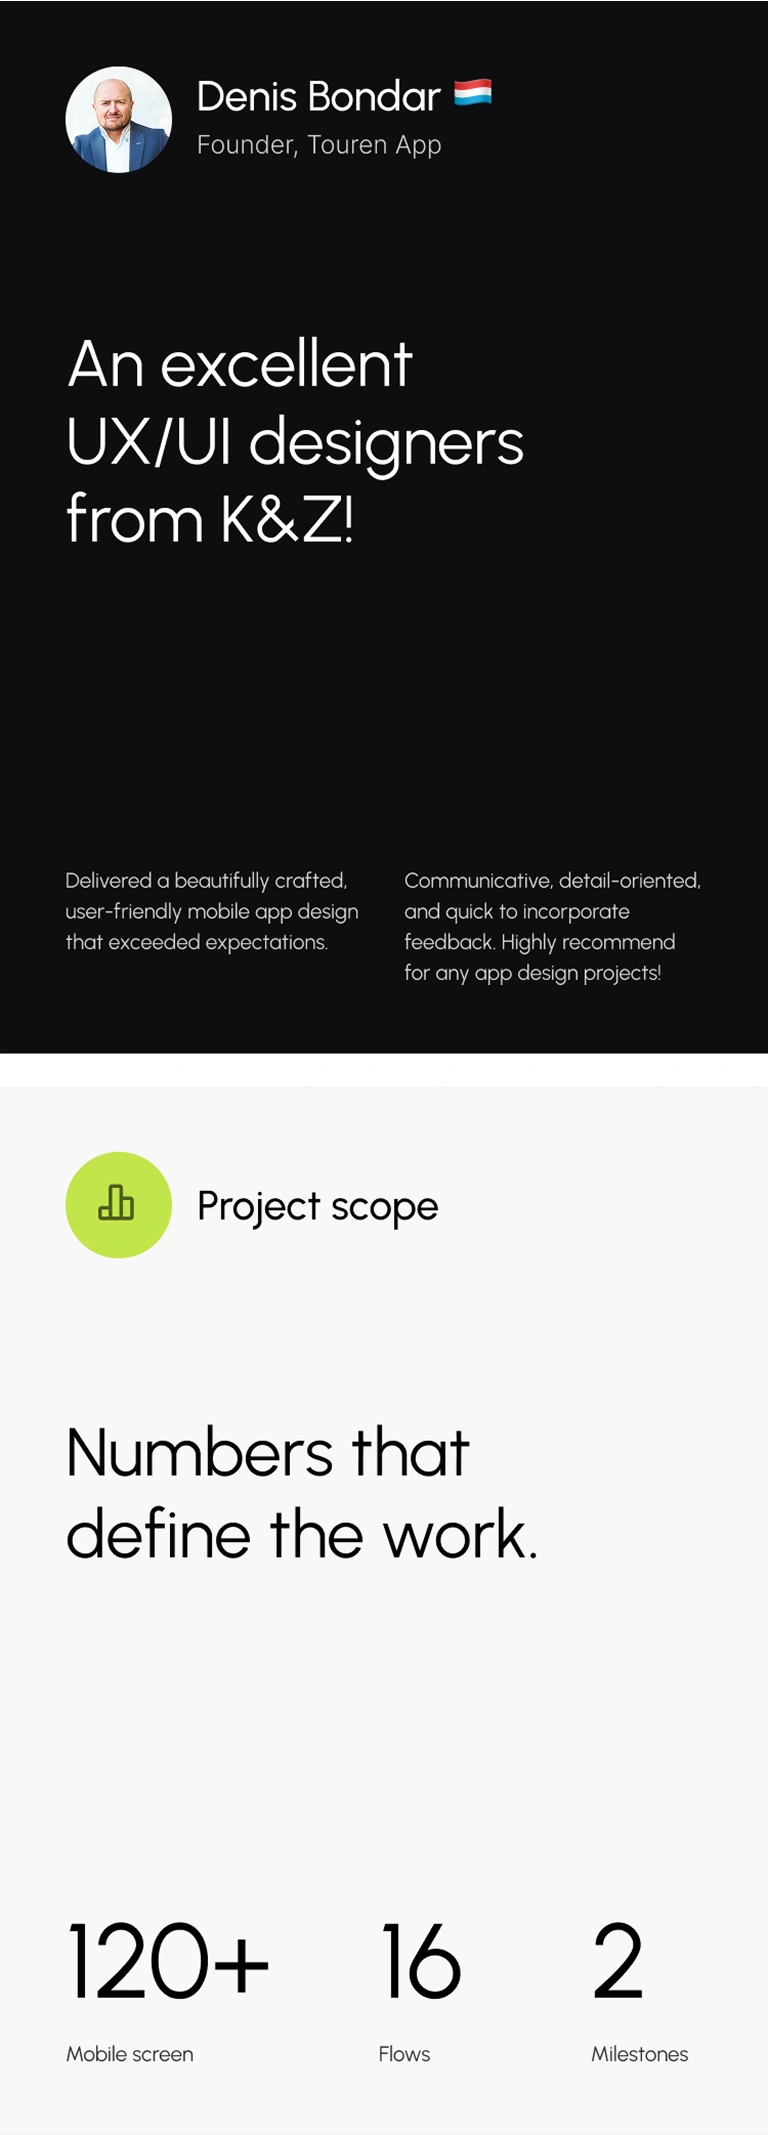 Denis Bondar 🇱🇺
Founder, Touren App
An excellent
UX/UI designers
from K&Z!
Delivered a beautifully crafted,
user-friendly mobile app design
that exceeded expectations.
Communicative, detail-oriented,
and quick to incorporate
feedback. Highly recommend
for any app design projects!
Project scope
Numbers that
define the work.
120+
Mobile screen
16
Flows
2
Milestones